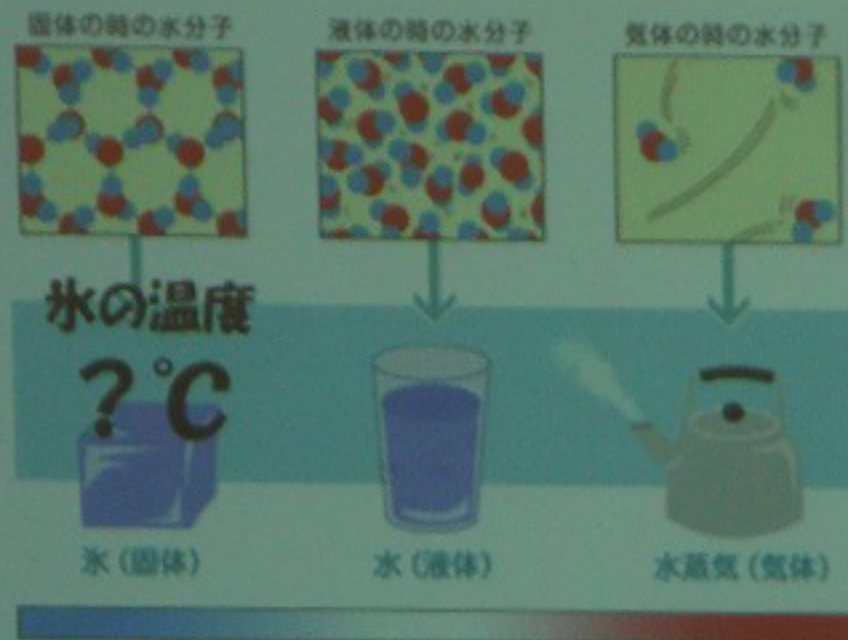 固体の時の水分子
液体の時の水分子
気体の時の水分子
氷の温度
?℃
氷(固体)
水(液体)
水蒸気(気体)